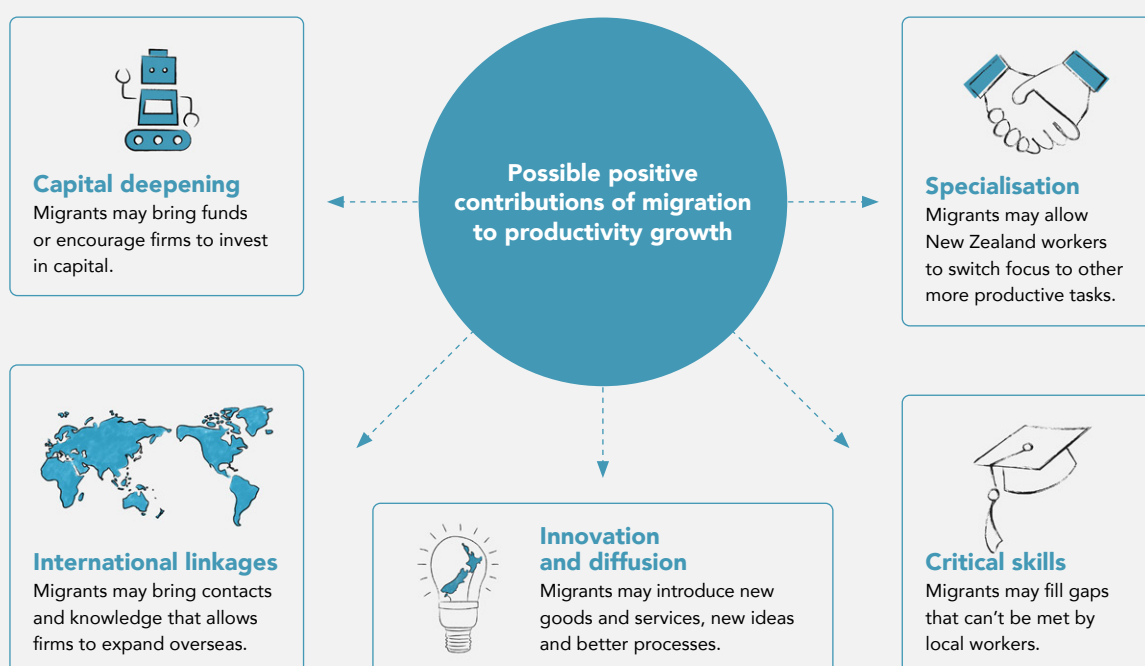 Possible positive
contributions of migration
to productivity growth
Capital deepening
Migrants may bring funds
or encourage firms to invest
in capital.
Specialisation
Migrants may allow
New Zealand workers
to switch focus to other
more productive tasks.
International linkages
Migrants may bring contacts
and knowledge that allows
firms to expand overseas.
Innovation
and diffusion
Migrants may introduce new
goods and services, new ideas
and better processes.
Critical skills
Migrants may fill gaps
that can’t be met by
local workers.